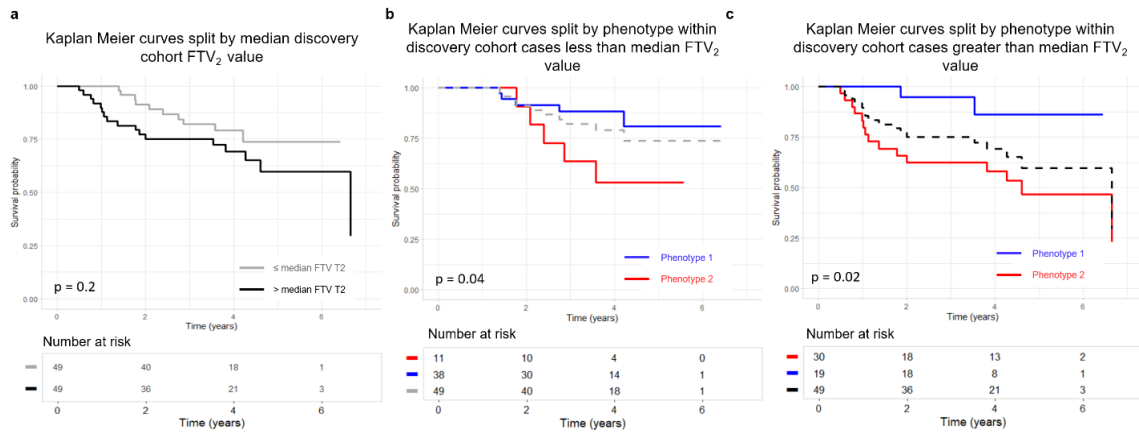 a
Kaplan Meier curves split by median discovery
cohort FTV2 value
Survival probability
1.00
0.75
0.50
0.25
0.00
≤ median FTV T2
> median FTV T2
p = 0.2
0 2 4 6
Time (years)
Number at risk
49 40 18 1
49 36 21 3
0 2 4 6
Time (years)
b
Kaplan Meier curves split by phenotype within
discovery cohort cases less than median FTV2
value
Survival probability
1.00
0.75
0.50
0.25
0.00
Phenotype 1
Phenotype 2
p = 0.04
0 2 4 6
Time (years)
Number at risk
11 10 4 0
38 30 14 1
49 40 18 1
0 2 4 6
Time (years)
c
Kaplan Meier curves split by phenotype within
discovery cohort cases greater than median FTV2
value
Survival probability
1.00
0.75
0.50
0.25
0.00
Phenotype 1
Phenotype 2
p = 0.02
0 2 4 6
Time (years)
Number at risk
30 18 13 2
19 18 8 1
49 36 21 3
0 2 4 6
Time (years)